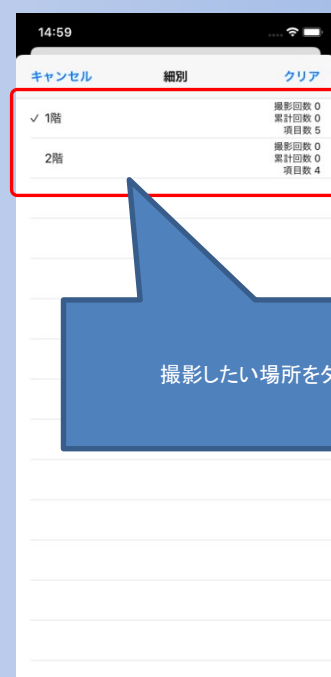 14:59
キャンセル 細別 クリア
✓ 1階
撮影回数 0
累計回数 0
項目数 5
2階
撮影回数 0
累計回数 0
項目数 4
撮影したい場所をタ